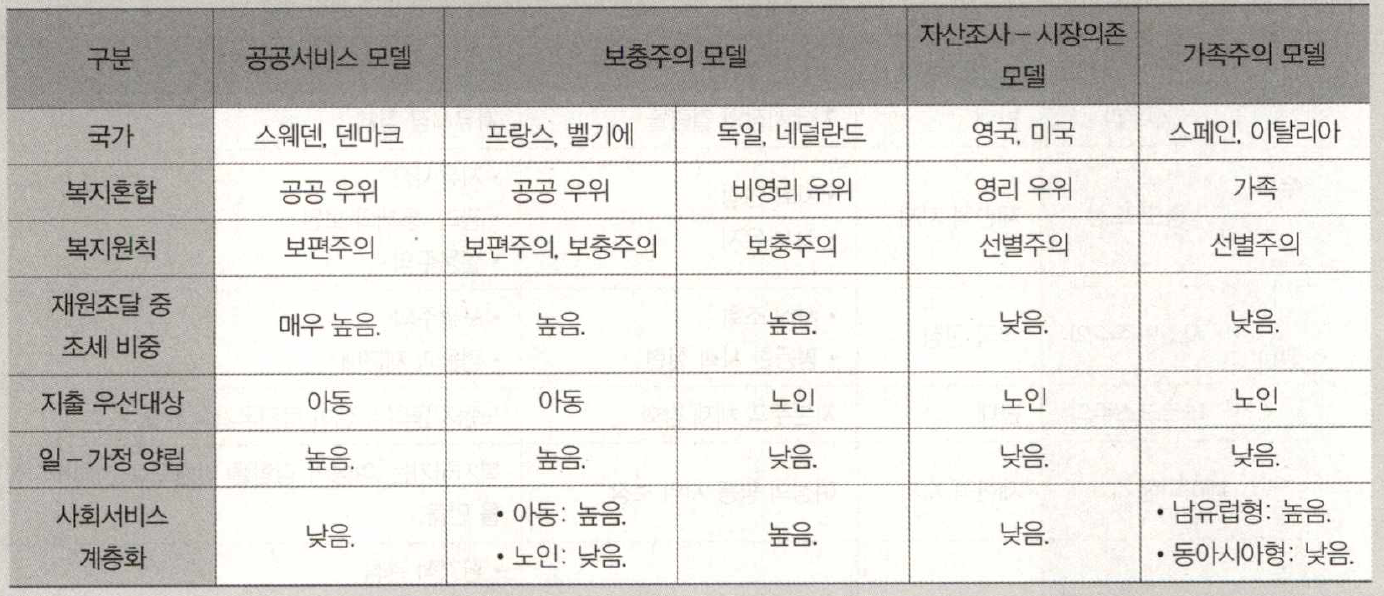 구분 공공서비스 모델 보충주의 모델 자산조사 – 시장의존 모델 가족주의 모델
국가 스웨덴, 덴마크 프랑스, 벨기에 독일, 네덜란드 영국, 미국 스페인, 이탈리아
복지혼합 공공 우위 공공 우위 비영리 우위 영리 우위 가족
복지원칙 보편주의 보편주의, 보충주의 보충주의 선별주의 선별주의
재원조달 중 조세 비중 매우 높음. 높음. 높음. 낮음. 낮음.
지출 우선대상 아동 아동 노인 노인 노인
일 – 가정 양립 높음. 높음. 낮음. 낮음. 낮음.
사회서비스 계층화 낮음. • 아동: 높음. • 노인: 낮음. 높음. 낮음. • 남유럽형: 높음. • 동아시아형: 낮음.